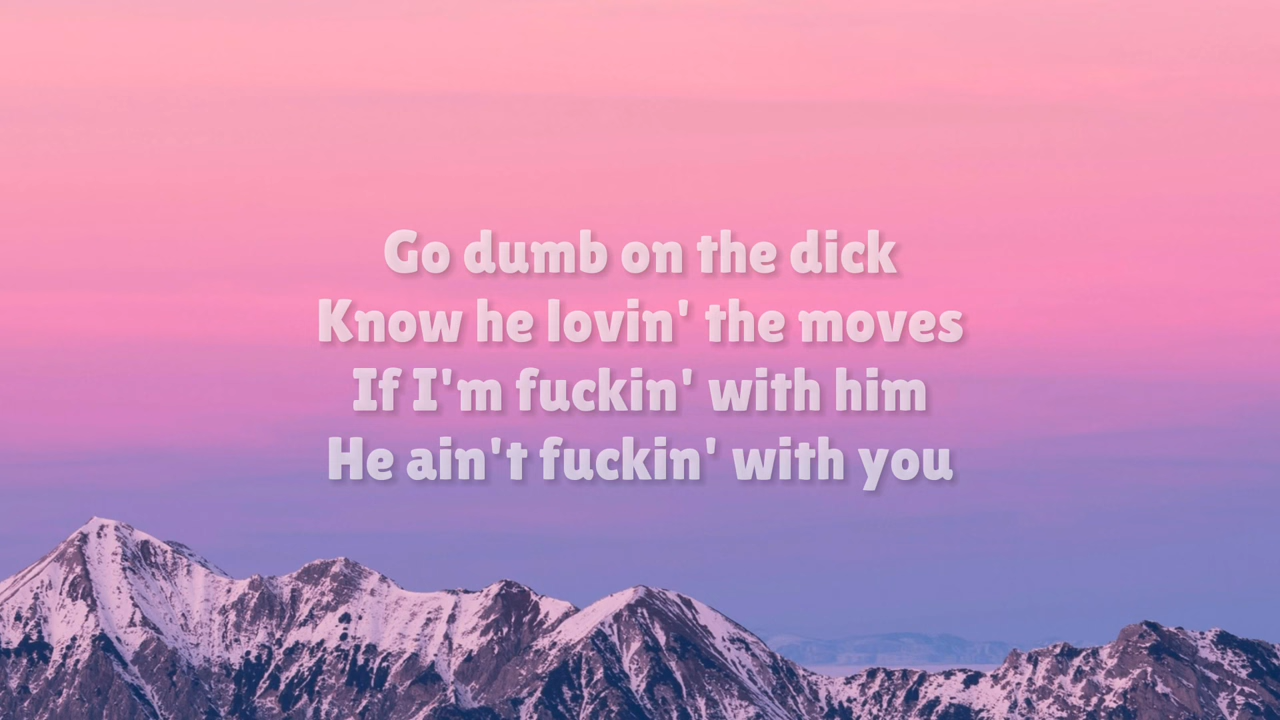 Go dumb on the dick
Know he lovin' the moves
If I'm fuckin' with him
He ain't fuckin' with you